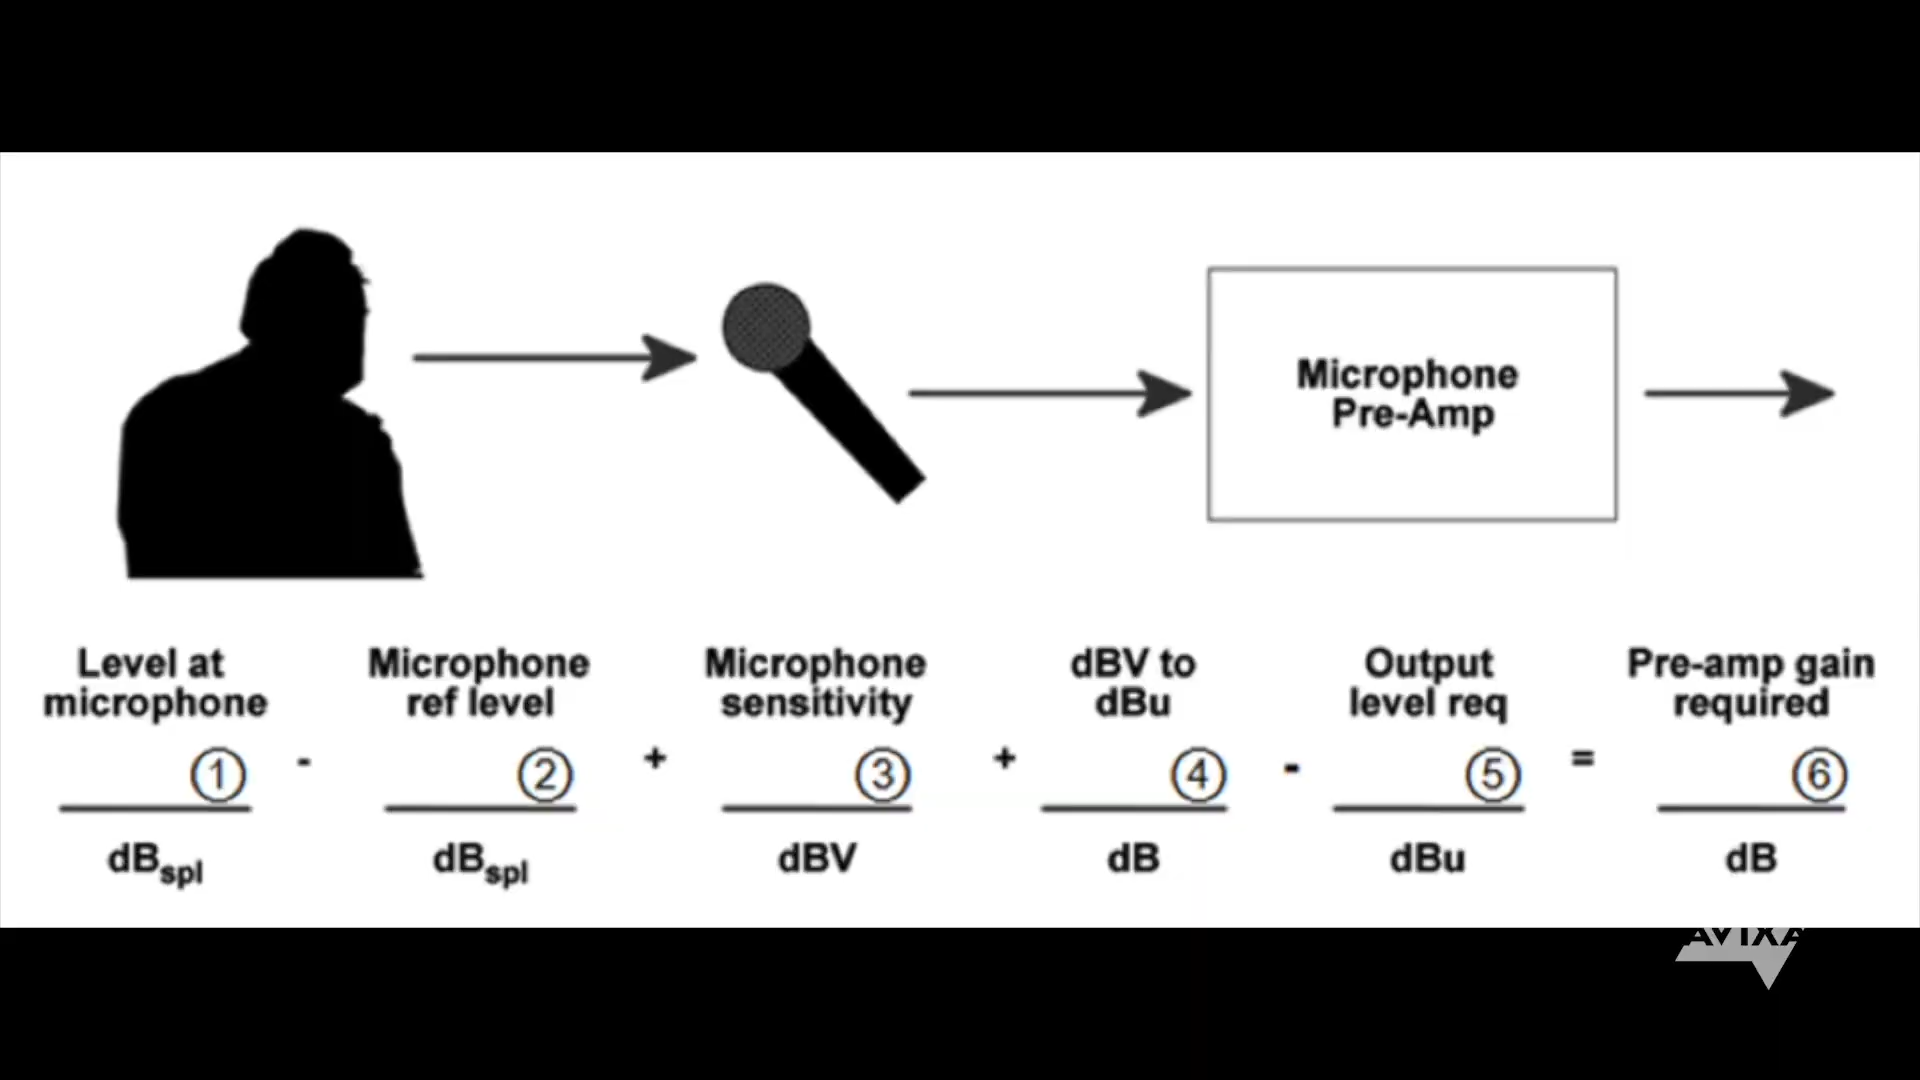 Microphone
Pre-Amp
Level at
microphone
Microphone
ref level
Microphone
sensitivity
dBV to
dBu
Output
level req
Pre-amp gain
required
① - ② + ③ + ④ - ⑤ = ⑥
dBspl dBspl dBV dB dBu dB
AVIXA